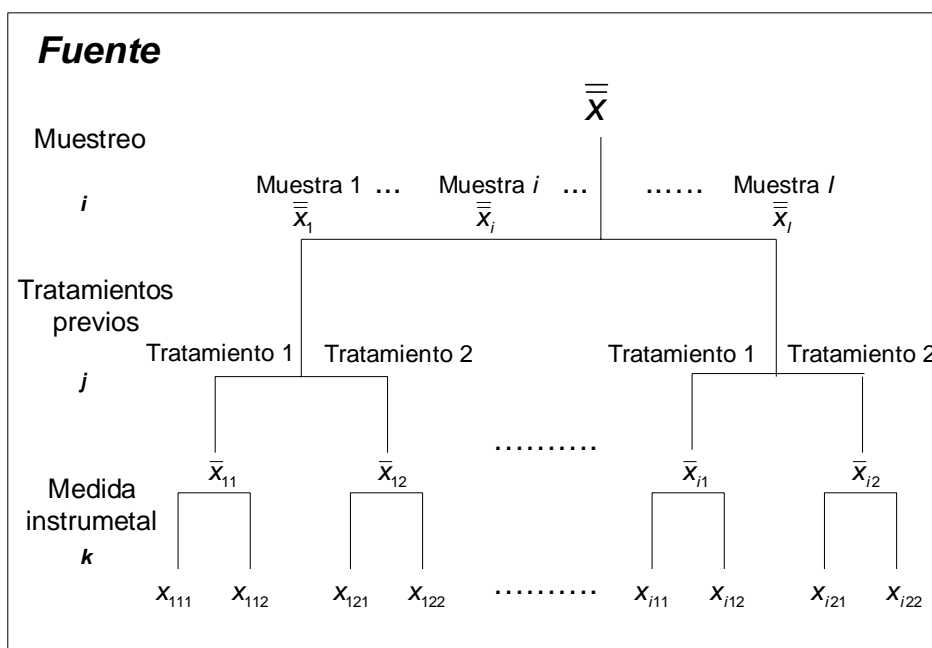 Fuente
x̿
Muestreo
Muestra 1 ... Muestra i ... ...... Muestra I
i
x̿₁ x̿ᵢ x̿_I
Tratamientos
previos
Tratamiento 1 Tratamiento 2 Tratamiento 1 Tratamiento 2
j
..........
x̄₁₁ x̄₁₂ x̄ᵢ₁ x̄ᵢ₂
Medida
instrumetal
k
x₁₁₁ x₁₁₂ x₁₂₁ x₁₂₂ .......... xᵢ₁₁ xᵢ₁₂ xᵢ₂₁ xᵢ₂₂